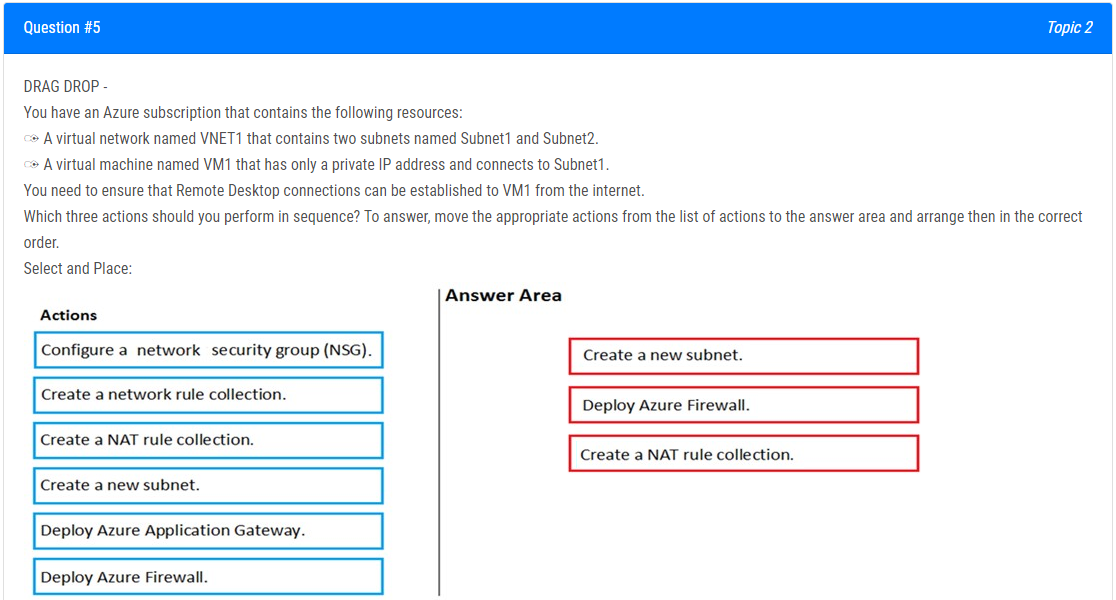 Question #5
Topic 2
DRAG DROP -
You have an Azure subscription that contains the following resources:
A virtual network named VNET1 that contains two subnets named Subnet1 and Subnet2.
A virtual machine named VM1 that has only a private IP address and connects to Subnet1.
You need to ensure that Remote Desktop connections can be established to VM1 from the internet.
Which three actions should you perform in sequence? To answer, move the appropriate actions from the list of actions to the answer area and arrange then in the correct
order.
Select and Place:
Actions
Configure a network security group (NSG).
Create a network rule collection.
Create a NAT rule collection.
Create a new subnet.
Deploy Azure Application Gateway.
Deploy Azure Firewall.
Answer Area
Create a new subnet.
Deploy Azure Firewall.
Create a NAT rule collection.